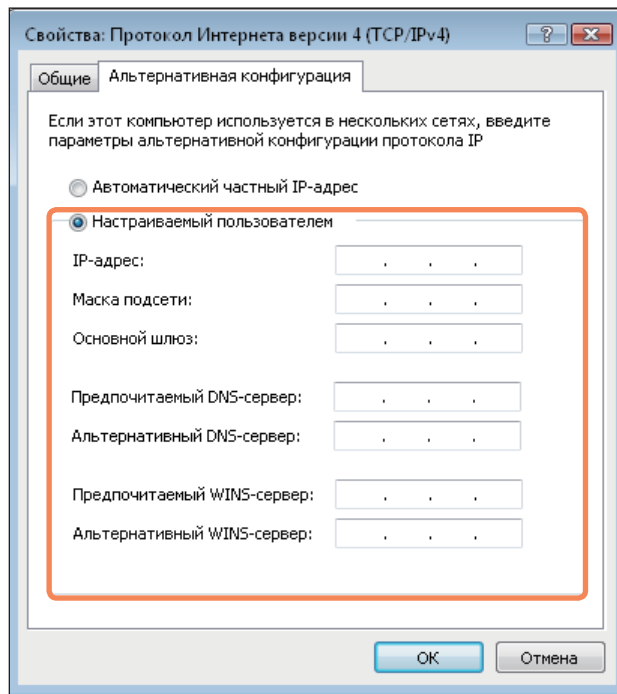 Свойства: Протокол Интернета версии 4 (TCP/IPv4)
Общие
Альтернативная конфигурация
Если этот компьютер используется в нескольких сетях, введите
параметры альтернативной конфигурации протокола IP
Автоматический частный IP-адрес
Настраиваемый пользователем
IP-адрес:
Маска подсети:
Основной шлюз:
Предпочитаемый DNS-сервер:
Альтернативный DNS-сервер:
Предпочитаемый WINS-сервер:
Альтернативный WINS-сервер:
ОК
Отмена